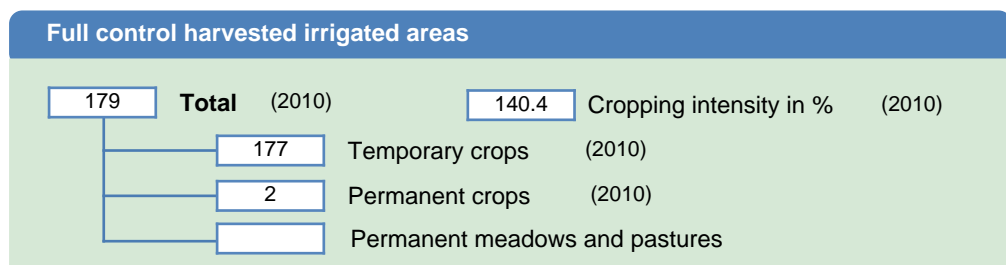 Full control harvested irrigated areas
179 Total (2010) 140.4 Cropping intensity in % (2010)
177 Temporary crops (2010)
2 Permanent crops (2010)
Permanent meadows and pastures